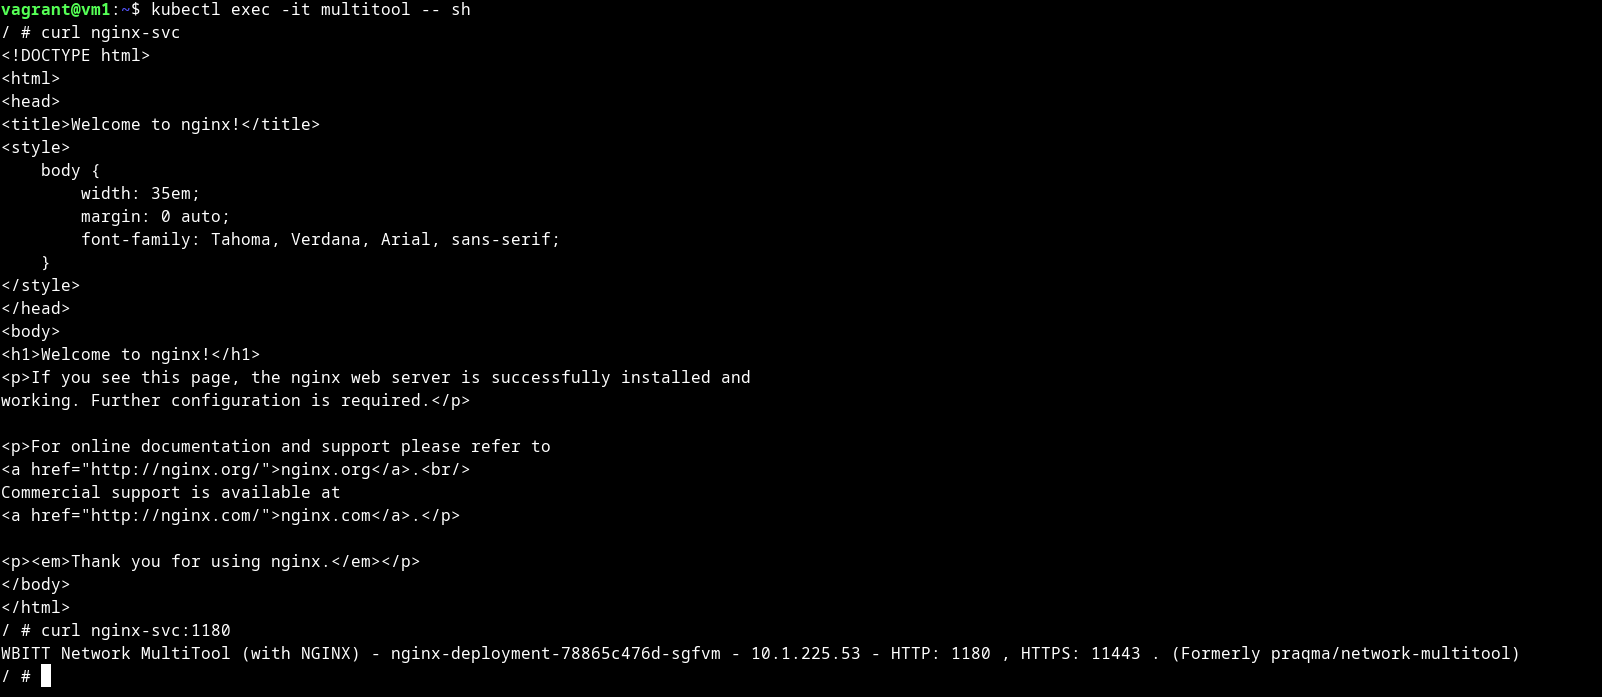 vagrant@vm1:~$ kubectl exec -it multitool -- sh
/ # curl nginx-svc
<!DOCTYPE html>
<html>
<head>
<title>Welcome to nginx!</title>
<style>
    body {
        width: 35em;
        margin: 0 auto;
        font-family: Tahoma, Verdana, Arial, sans-serif;
    }
</style>
</head>
<body>
<h1>Welcome to nginx!</h1>
<p>If you see this page, the nginx web server is successfully installed and
working. Further configuration is required.</p>

<p>For online documentation and support please refer to
<a href="http://nginx.org/">nginx.org</a>.<br/>
Commercial support is available at
<a href="http://nginx.com/">nginx.com</a>.</p>

<p><em>Thank you for using nginx.</em></p>
</body>
</html>
/ # curl nginx-svc:1180
WBITT Network MultiTool (with NGINX) - nginx-deployment-78865c476d-sgfvm - 10.1.225.53 - HTTP: 1180 , HTTPS: 11443 . (Formerly praqma/network-multitool)
/ #